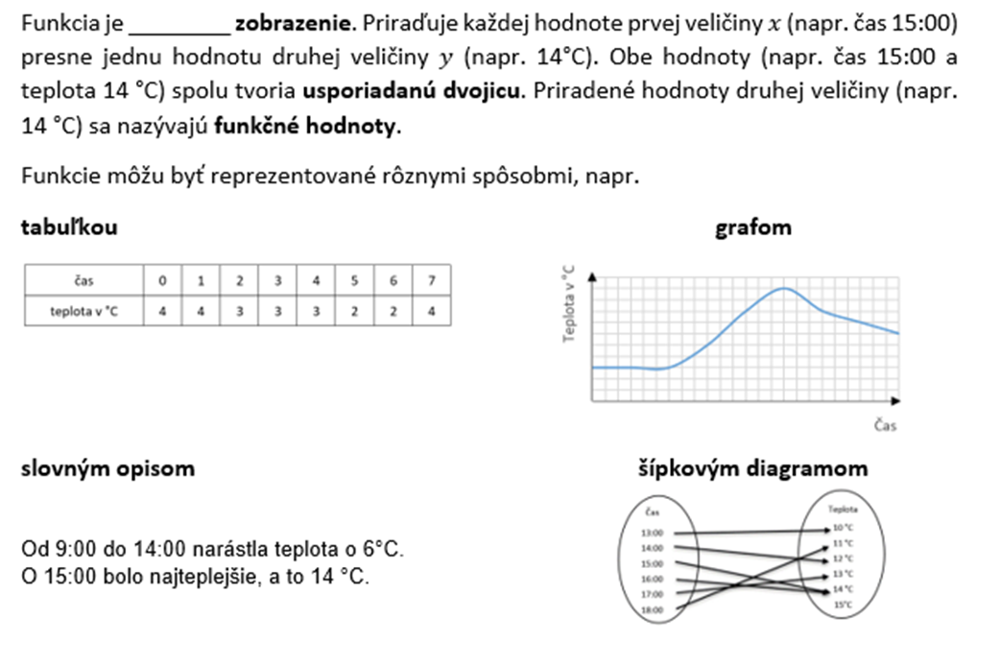 Funkcia je _________ zobrazenie. Priraďuje každej hodnote prvej veličiny x (napr. čas 15:00)
presne jednu hodnotu druhej veličiny y (napr. 14°C). Obe hodnoty (napr. čas 15:00 a
teplota 14 °C) spolu tvoria usporiadanú dvojicu. Priradené hodnoty druhej veličiny (napr.
14 °C) sa nazývajú funkčné hodnoty.
Funkcie môžu byť reprezentované rôznymi spôsobmi, napr.
tabuľkou
čas 0 1 2 3 4 5 6 7
teplota v °C 4 4 3 3 3 2 2 4
grafom
Teplota v °C
Čas
slovným opisom
Od 9:00 do 14:00 narástla teplota o 6°C.
O 15:00 bolo najteplejšie, a to 14 °C.
šípkovým diagramom
Čas
13:00
14:00
15:00
16:00
17:00
18:00
Teplota
10 °C
11 °C
12 °C
13 °C
14 °C
15°C